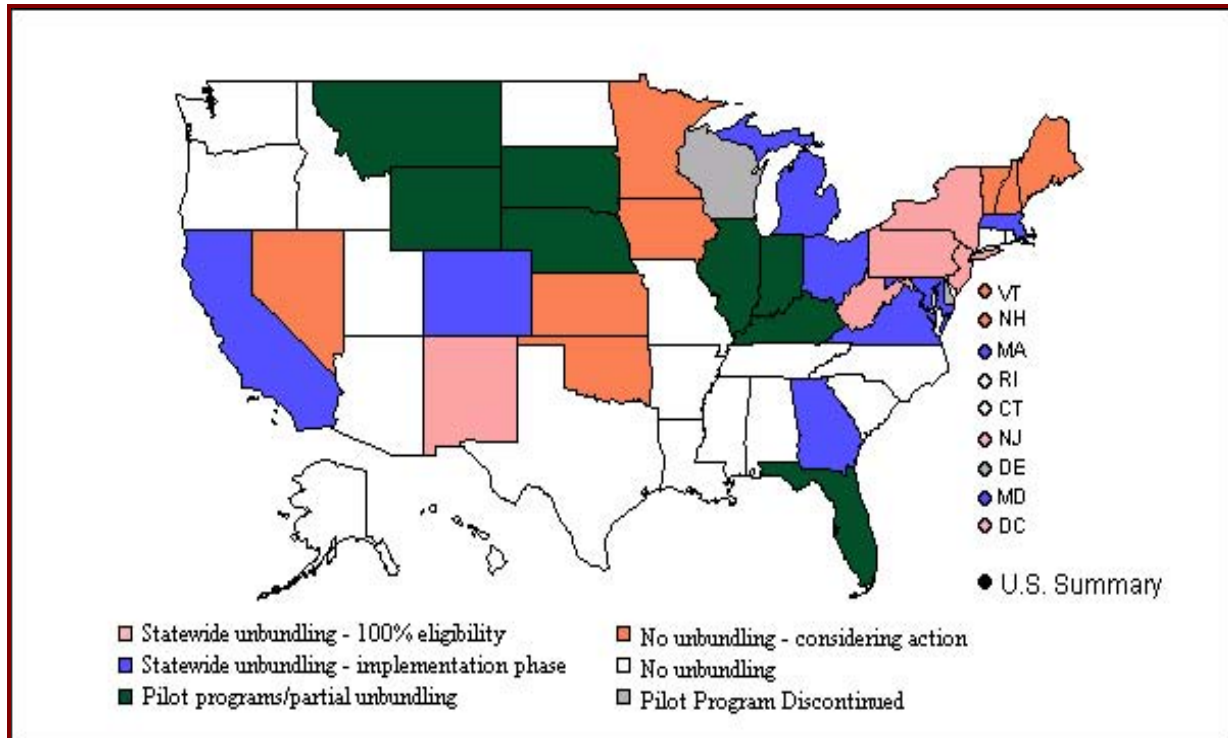 VT
NH
MA
RI
CT
NJ
DE
MD
DC
U.S. Summary
Statewide unbundling - 100% eligibility
Statewide unbundling - implementation phase
Pilot programs/partial unbundling
No unbundling - considering action
No unbundling
Pilot Program Discontinued